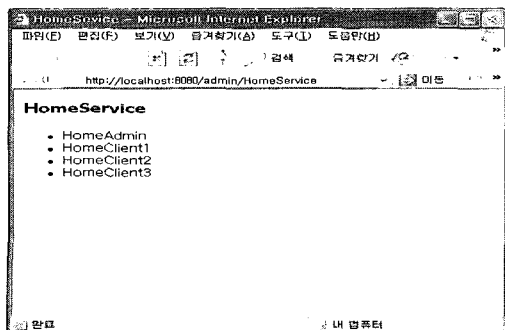 HomeSovice - Microsoft Internet Explorer
파일(F) 편집(E) 보기(V) 즐겨찾기(A) 도구(T) 도움말(H)
검색 즐겨찾기
http://localhost:8080/admin/HomeService 이동
HomeService
HomeAdmin
HomeClient1
HomeClient2
HomeClient3
완료 내 컴퓨터